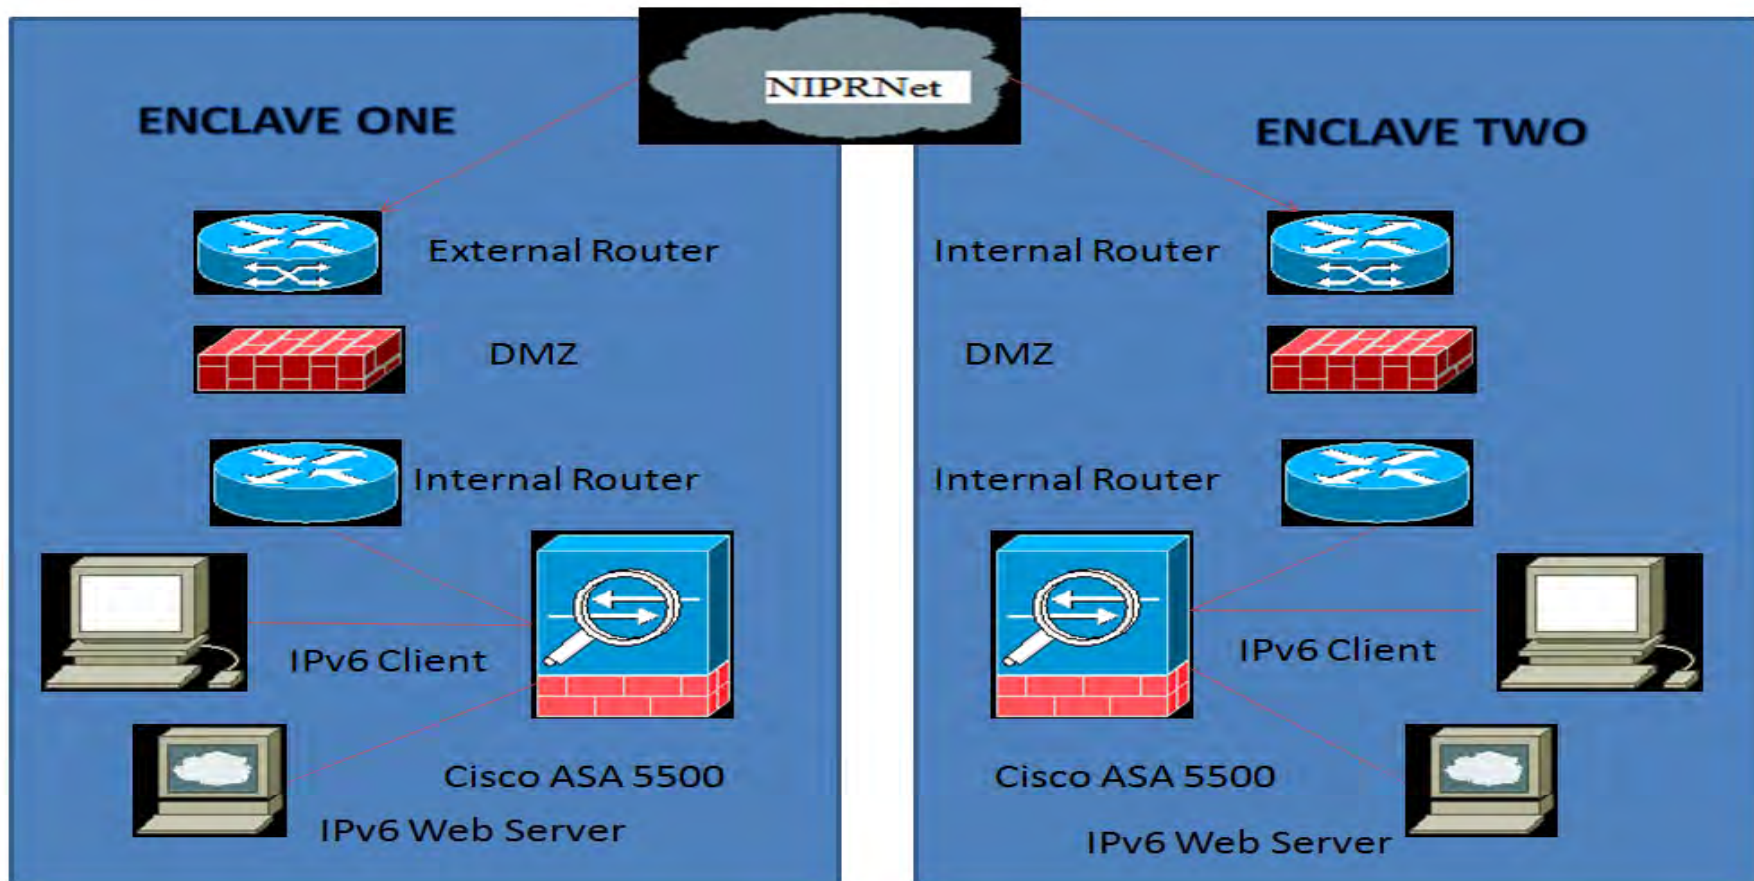 NIPRNet
ENCLAVE ONE
External Router
DMZ
Internal Router
IPv6 Client
Cisco ASA 5500
IPv6 Web Server
ENCLAVE TWO
Internal Router
DMZ
Internal Router
IPv6 Client
Cisco ASA 5500
IPv6 Web Server